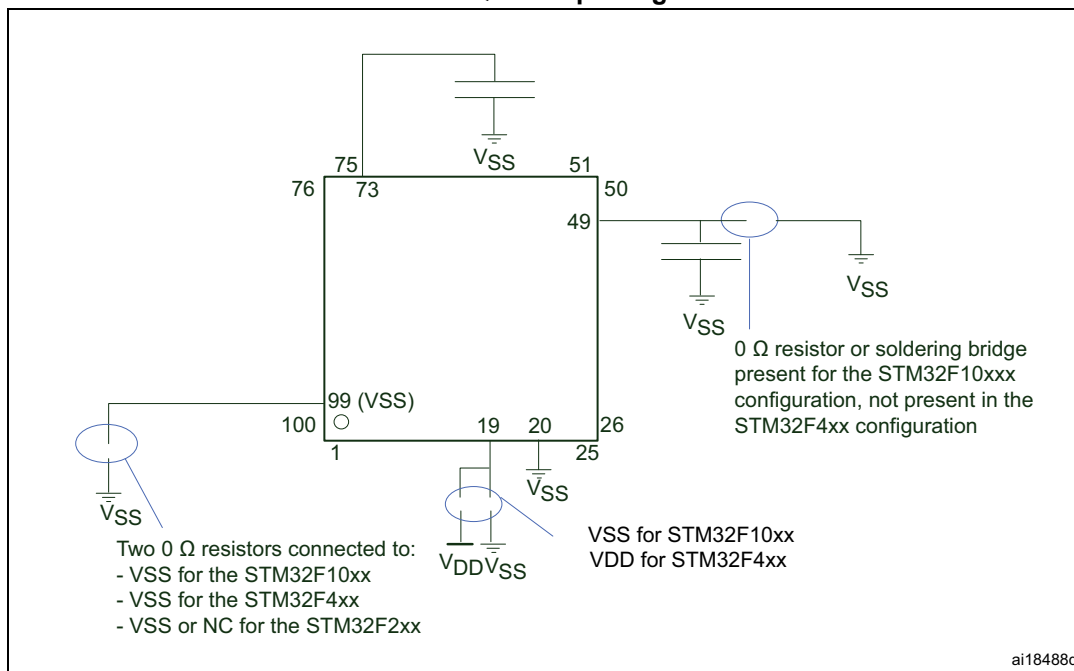 VSS
75
51
76
73
50
49
VSS
VSS
0 Ω resistor or soldering bridge
present for the STM32F10xxx
configuration, not present in the
STM32F4xx configuration
99 (VSS)
100
19
20
26
1
25
VSS
VSS
VDD VSS
VSS for STM32F10xx
VDD for STM32F4xx
Two 0 Ω resistors connected to:
- VSS for the STM32F10xx
- VSS for the STM32F4xx
- VSS or NC for the STM32F2xx